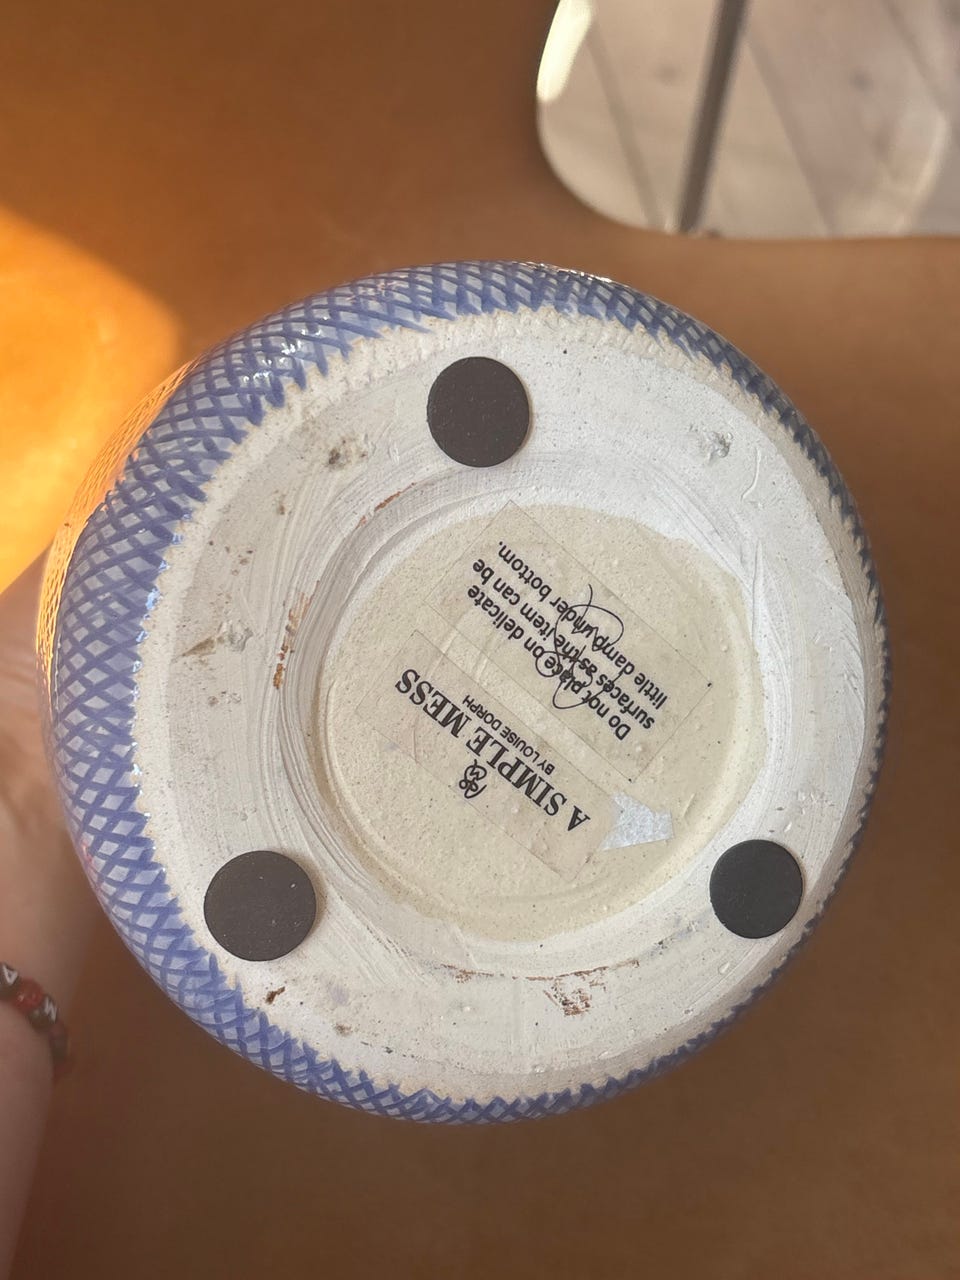 A SIMPLE MESS
BY LOUISE DORPH
Do not place on delicate
surfaces as the item can be
little damp under bottom.